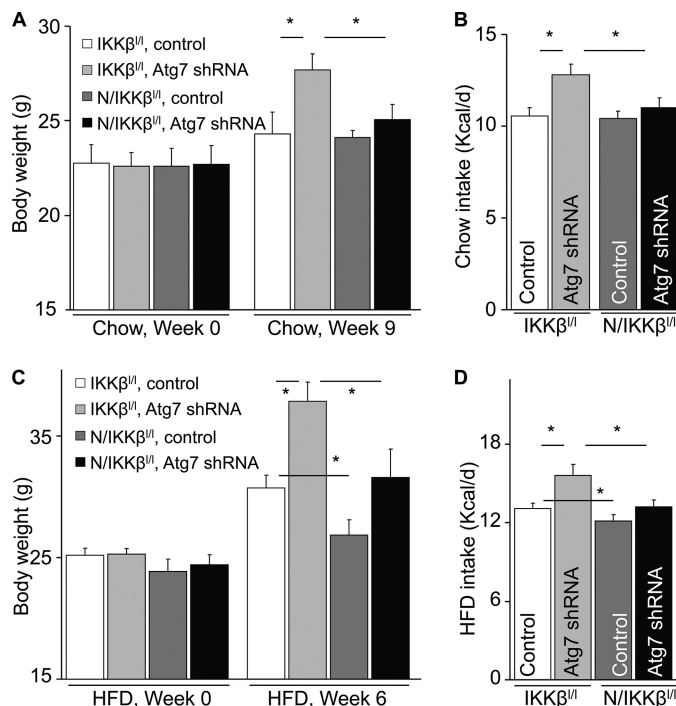 A
Body weight (g)
30
25
20
15
IKKβˡ/ˡ, control
IKKβˡ/ˡ, Atg7 shRNA
N/IKKβˡ/ˡ, control
N/IKKβˡ/ˡ, Atg7 shRNA
* *
Chow, Week 0
Chow, Week 9
B
Chow intake (Kcal/d)
15
10
5
0
* *
Control
Atg7 shRNA
Control
Atg7 shRNA
IKKβˡ/ˡ
N/IKKβˡ/ˡ
C
Body weight (g)
35
25
15
IKKβˡ/ˡ, control
IKKβˡ/ˡ, Atg7 shRNA
N/IKKβˡ/ˡ, control
N/IKKβˡ/ˡ, Atg7 shRNA
* *
*
HFD, Week 0
HFD, Week 6
D
HFD intake (Kcal/d)
18
12
6
0
* *
*
Control
Atg7 shRNA
Control
Atg7 shRNA
IKKβˡ/ˡ
N/IKKβˡ/ˡ